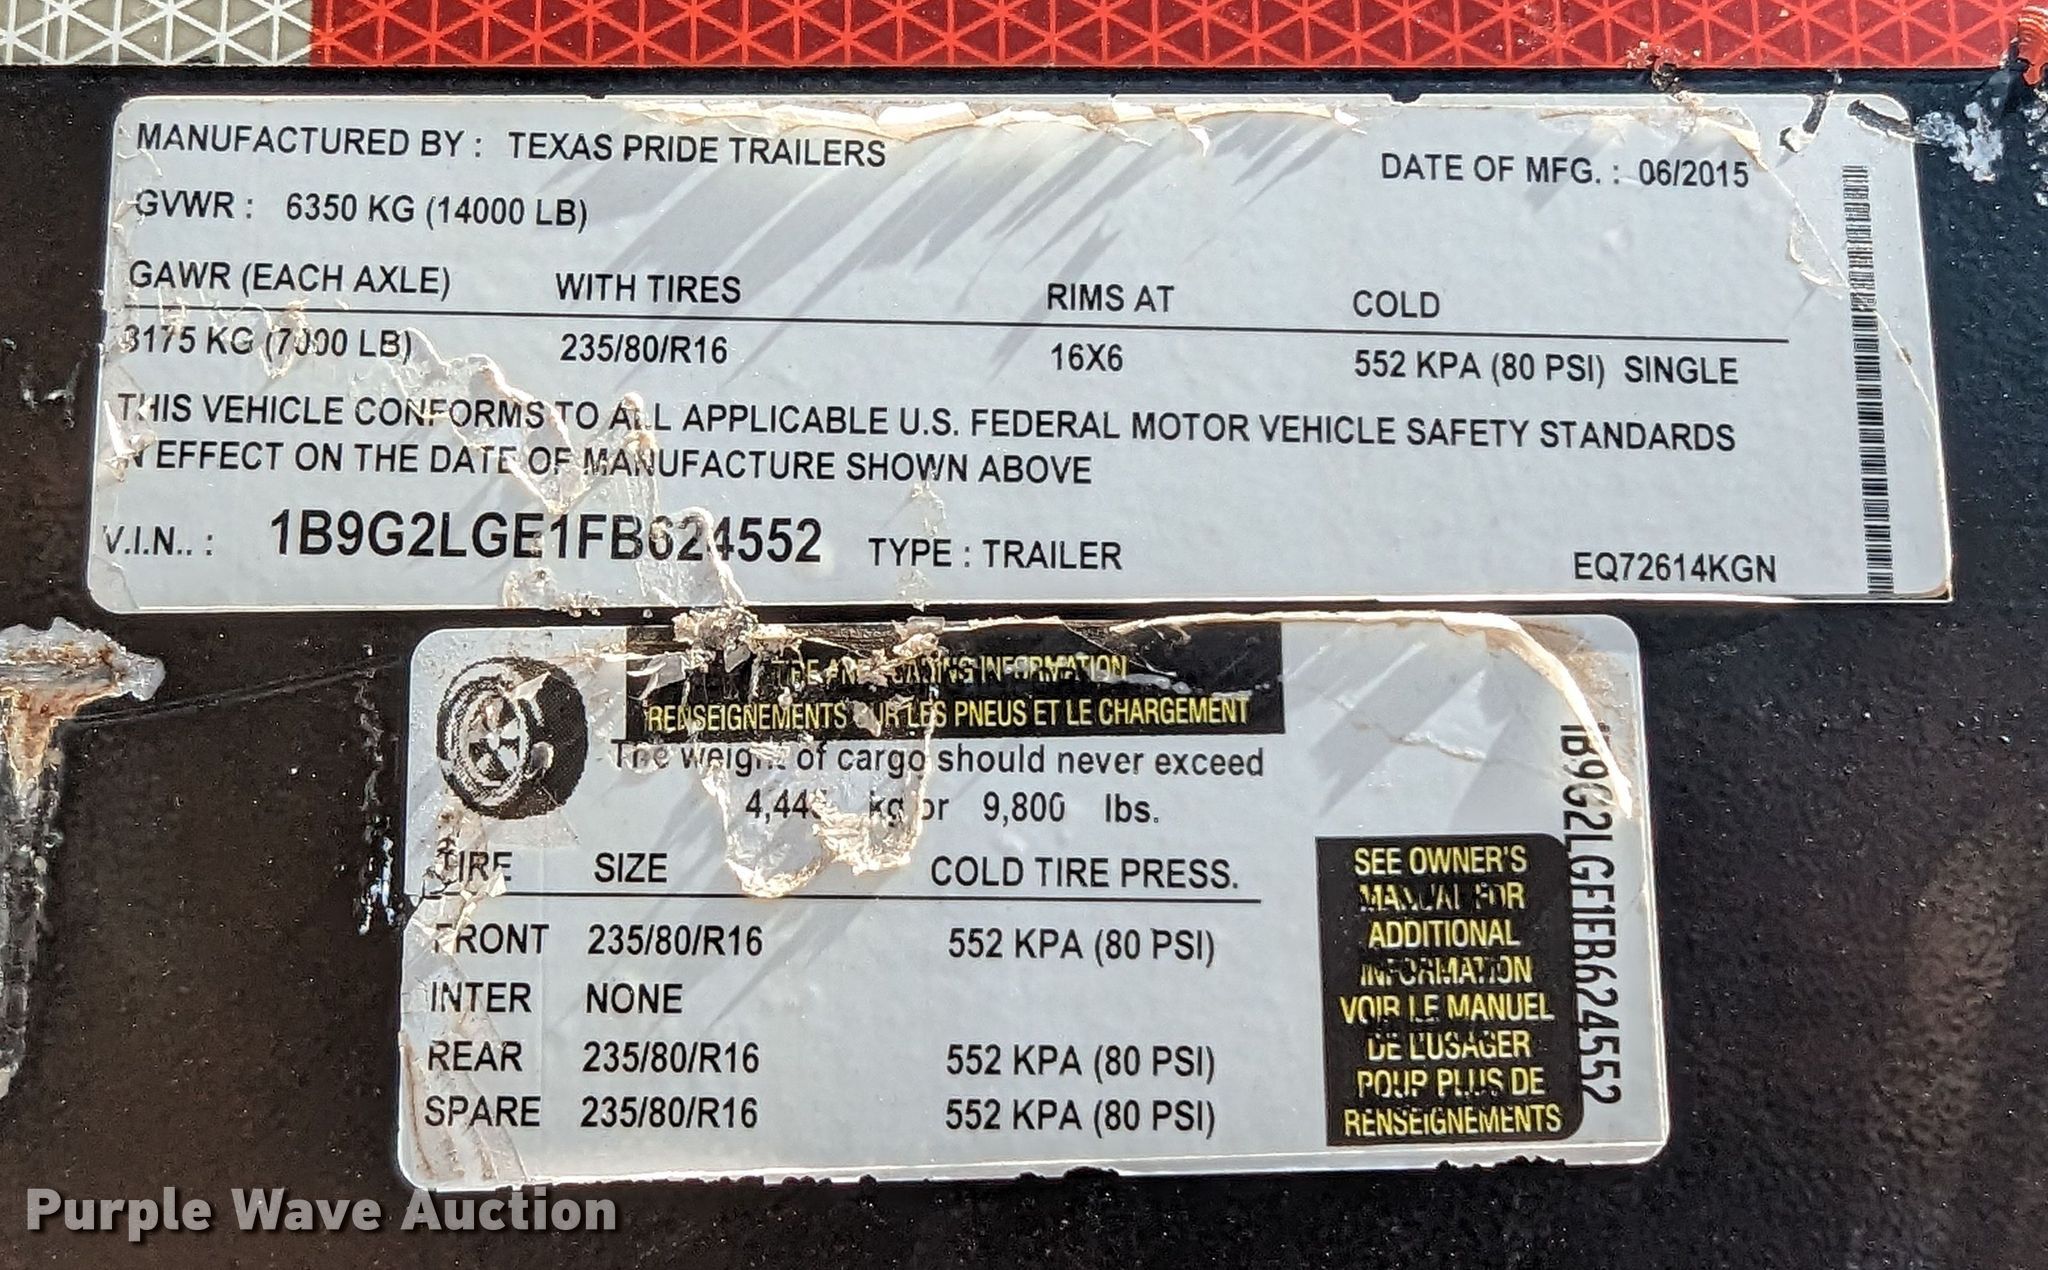 MANUFACTURED BY : TEXAS PRIDE TRAILERS
DATE OF MFG. : 06/2015
GVWR : 6350 KG (14000 LB)
GAWR (EACH AXLE) WITH TIRES RIMS AT COLD
3175 KG (7000 LB) 235/80/R16 16X6 552 KPA (80 PSI) SINGLE
THIS VEHICLE CONFORMS TO ALL APPLICABLE U.S. FEDERAL MOTOR VEHICLE SAFETY STANDARDS
IN EFFECT ON THE DATE OF MANUFACTURE SHOWN ABOVE
V.I.N.. : 1B9G2LGE1FB624552 TYPE : TRAILER EQ72614KGN
TIRE AND LOADING INFORMATION
RENSEIGNEMENTS SUR LES PNEUS ET LE CHARGEMENT
The weight of cargo should never exceed
kg or 9,800 lbs.
TIRE SIZE COLD TIRE PRESS.
FRONT 235/80/R16 552 KPA (80 PSI)
INTER NONE
REAR 235/80/R16 552 KPA (80 PSI)
SPARE 235/80/R16 552 KPA (80 PSI)
SEE OWNER'S
MANUAL FOR
ADDITIONAL
INFORMATION
VOIR LE MANUEL
DE L'USAGER
POUR PLUS DE
RENSEIGNEMENTS
1B9G2LGE1FB624552
Purple Wave Auction